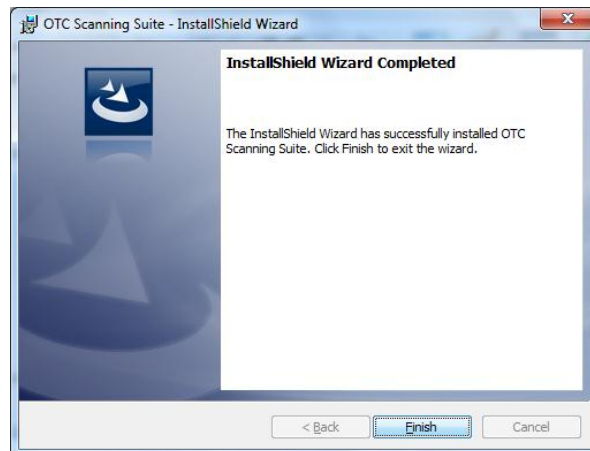 OTC Scanning Suite - InstallShield Wizard
InstallShield Wizard Completed
The InstallShield Wizard has successfully installed OTC
Scanning Suite. Click Finish to exit the wizard.
< Back Finish Cancel